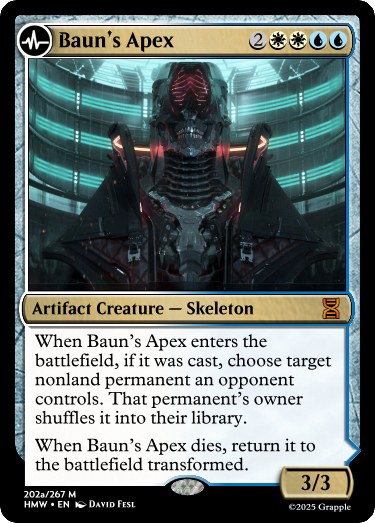 Baun's Apex 2
Artifact Creature — Skeleton
When Baun's Apex enters the
battlefield, if it was cast, choose target
nonland permanent an opponent
controls. That permanent's owner
shuffles it into their library.
When Baun's Apex dies, return it to
the battlefield transformed.
3/3
202a/267 M
HMW • EN David Fesl
©2025 Grapple